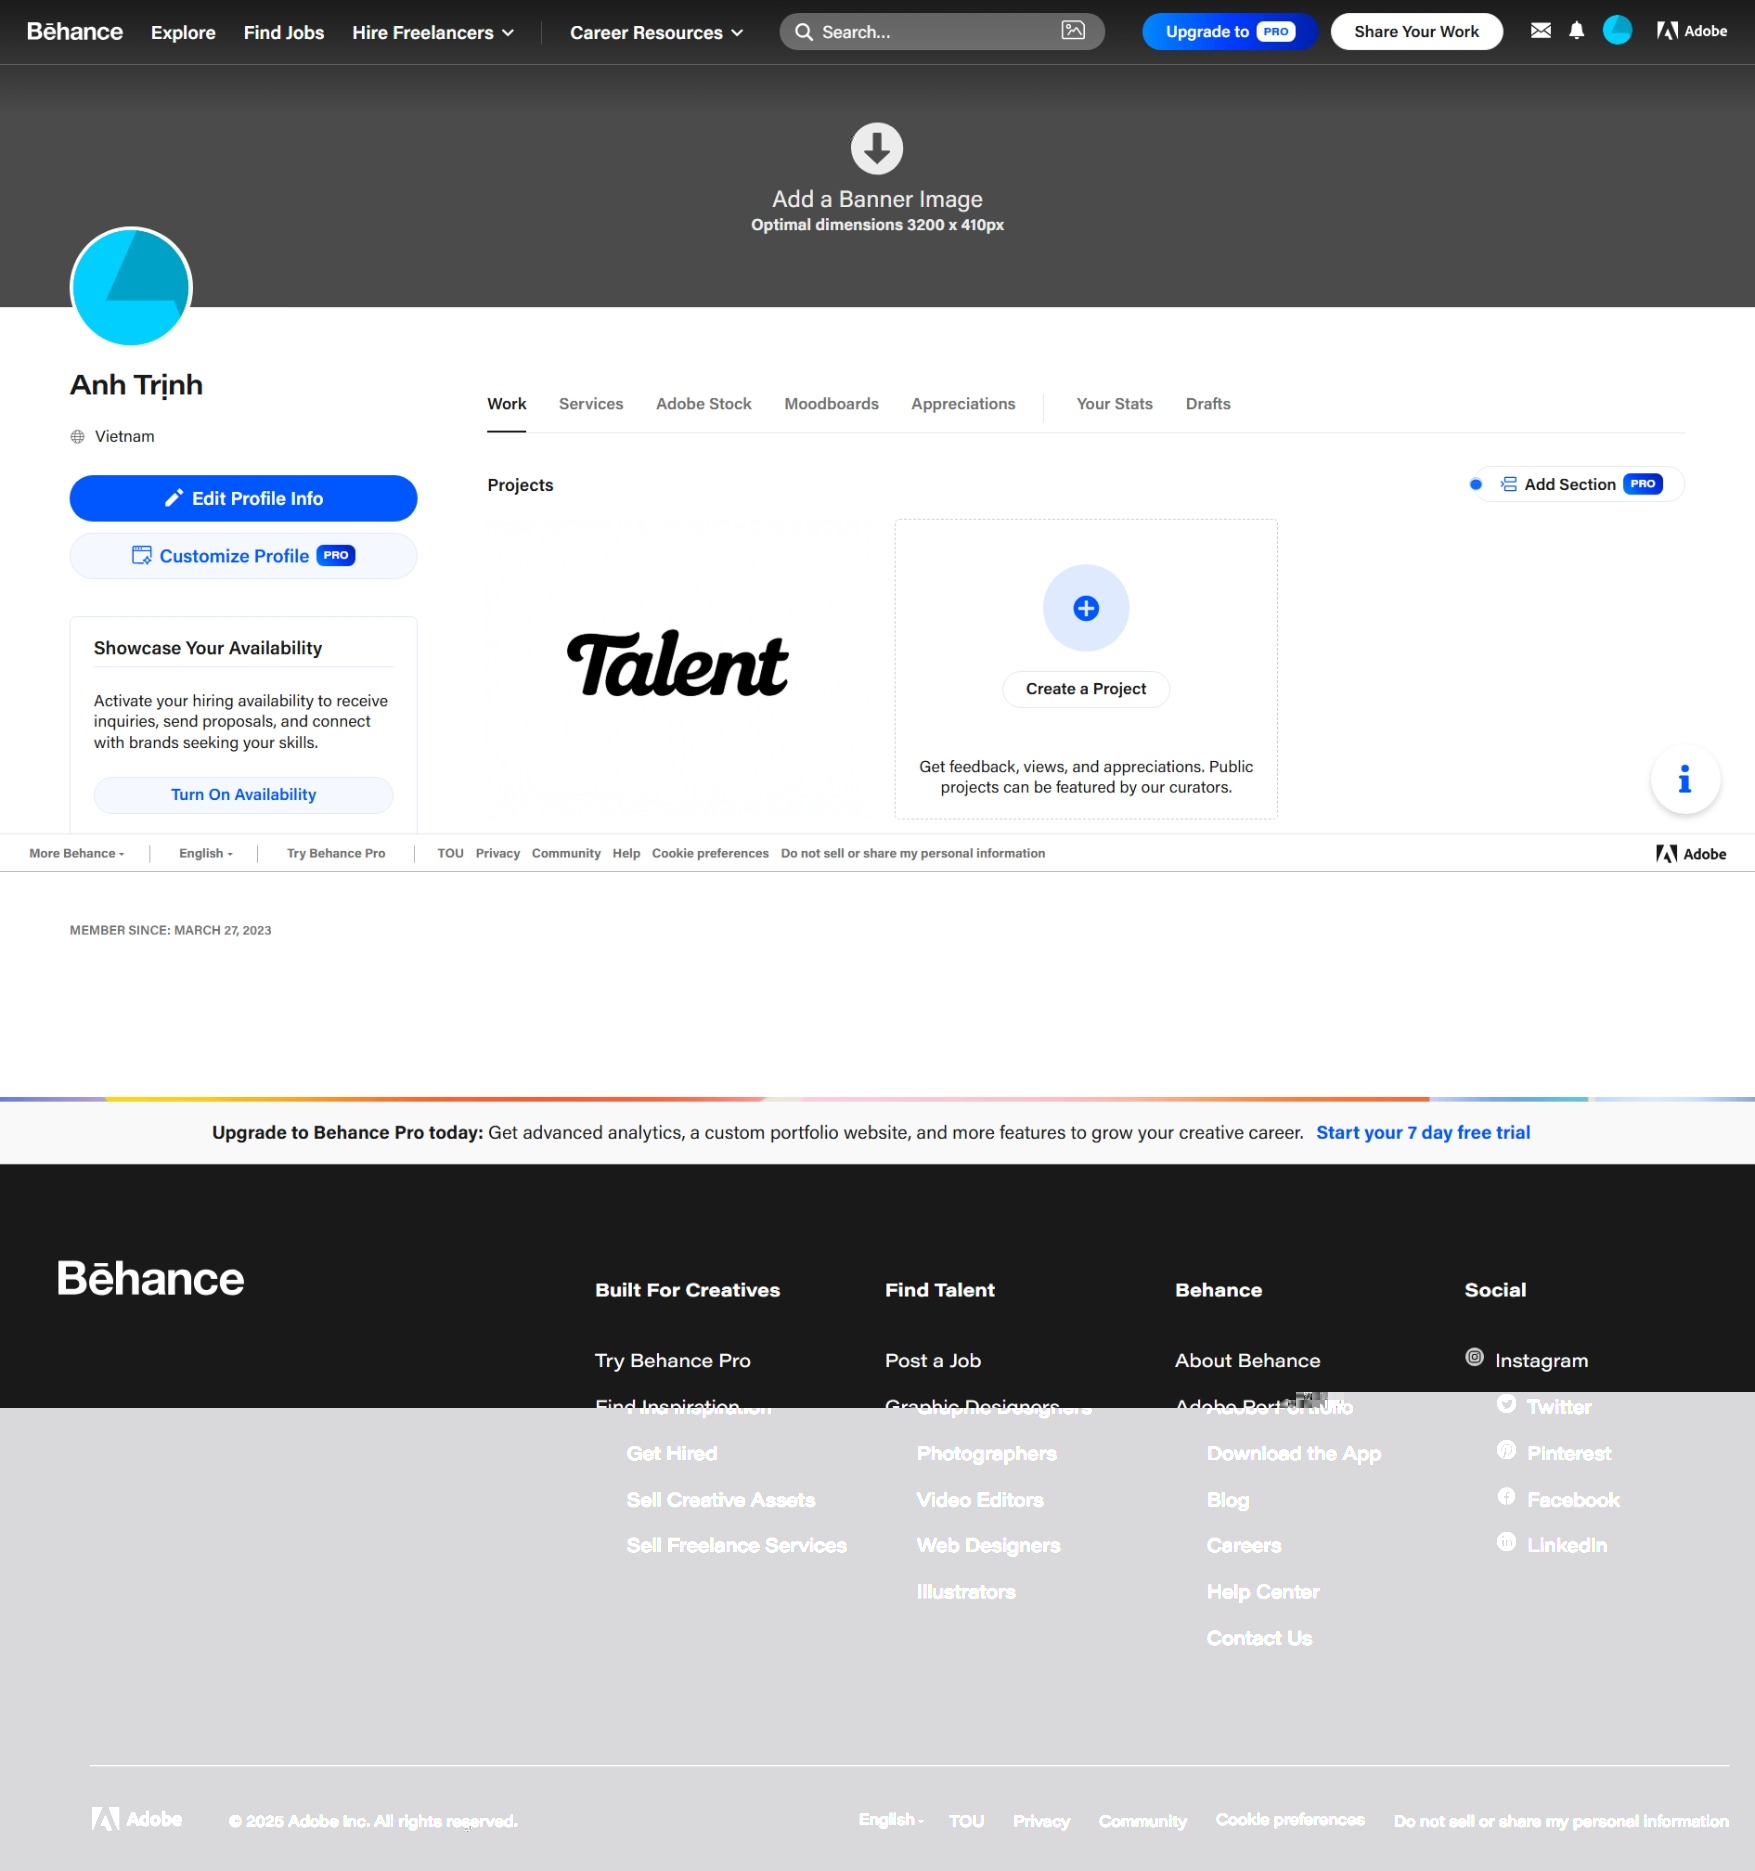 Bēhance Explore Find Jobs Hire Freelancers Career Resources Search... Upgrade to PRO Share Your Work Adobe
Add a Banner Image
Optimal dimensions 3200 x 410px
Anh Trịnh
Vietnam
Edit Profile Info
Customize Profile PRO
Showcase Your Availability
Activate your hiring availability to receive
inquiries, send proposals, and connect
with brands seeking your skills.
Turn On Availability
Work Services Adobe Stock Moodboards Appreciations Your Stats Drafts
Projects
Add Section PRO
Talent
Create a Project
Get feedback, views, and appreciations. Public
projects can be featured by our curators.
More Behance English Try Behance Pro TOU Privacy Community Help Cookie preferences Do not sell or share my personal information Adobe
MEMBER SINCE: MARCH 27, 2023
Upgrade to Behance Pro today: Get advanced analytics, a custom portfolio website, and more features to grow your creative career. Start your 7 day free trial
Bēhance
Built For Creatives
Try Behance Pro
Find Inspiration
Get Hired
Sell Creative Assets
Sell Freelance Services
Find Talent
Post a Job
Graphic Designers
Photographers
Video Editors
Web Designers
Illustrators
Behance
About Behance
Adobe Portfolio
Download the App
Blog
Careers
Help Center
Contact Us
Social
Instagram
Twitter
Pinterest
Facebook
LinkedIn
Adobe © 2025 Adobe Inc. All rights reserved. English TOU Privacy Community Cookie preferences Do not sell or share my personal information